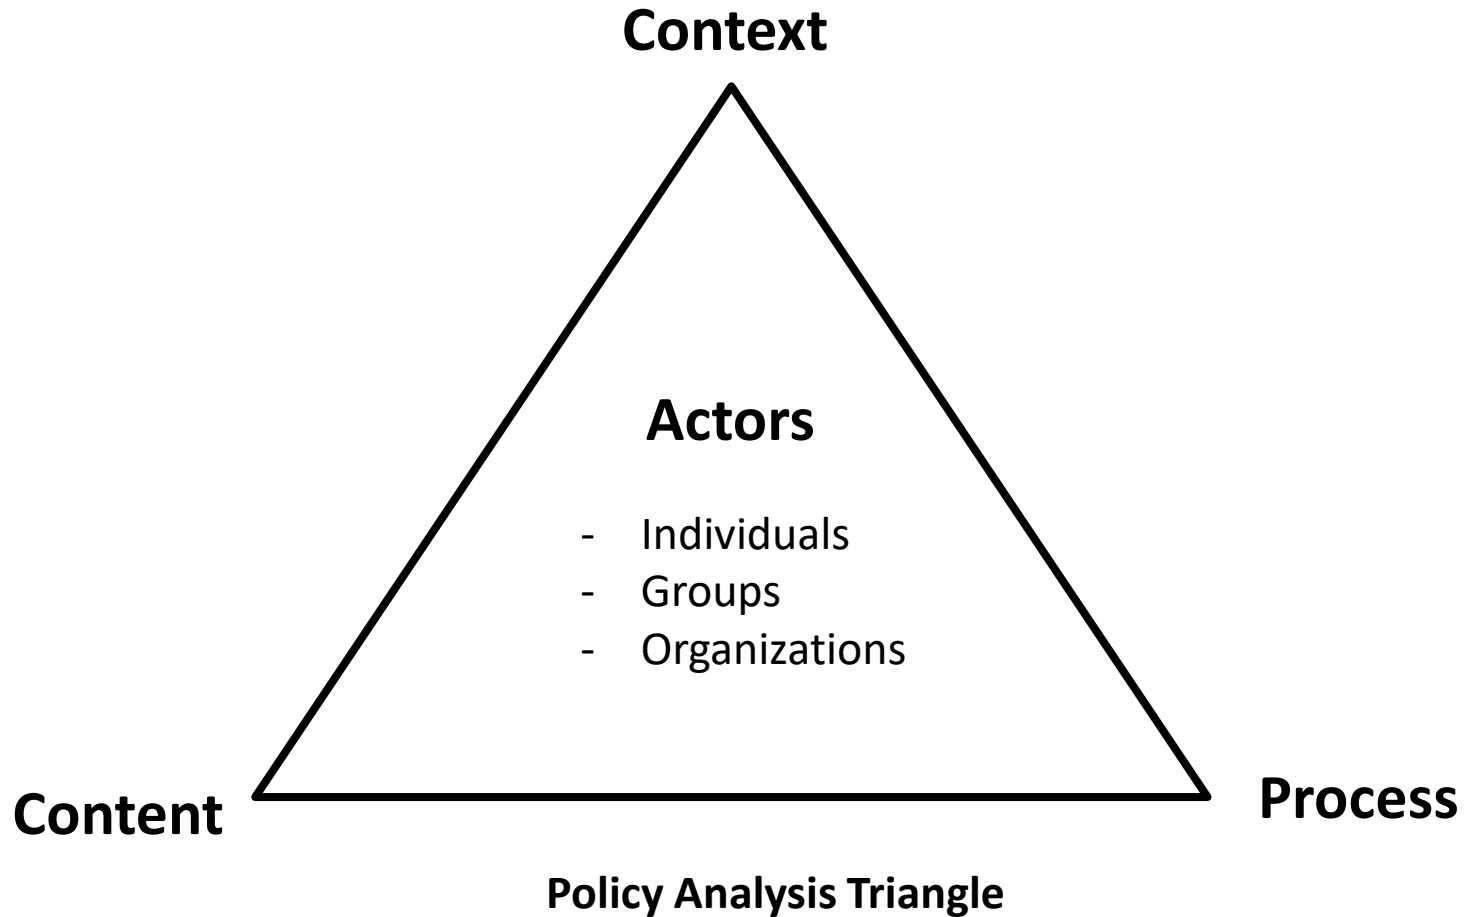 Context
Actors
- Individuals
- Groups
- Organizations
Content
Process
Policy Analysis Triangle